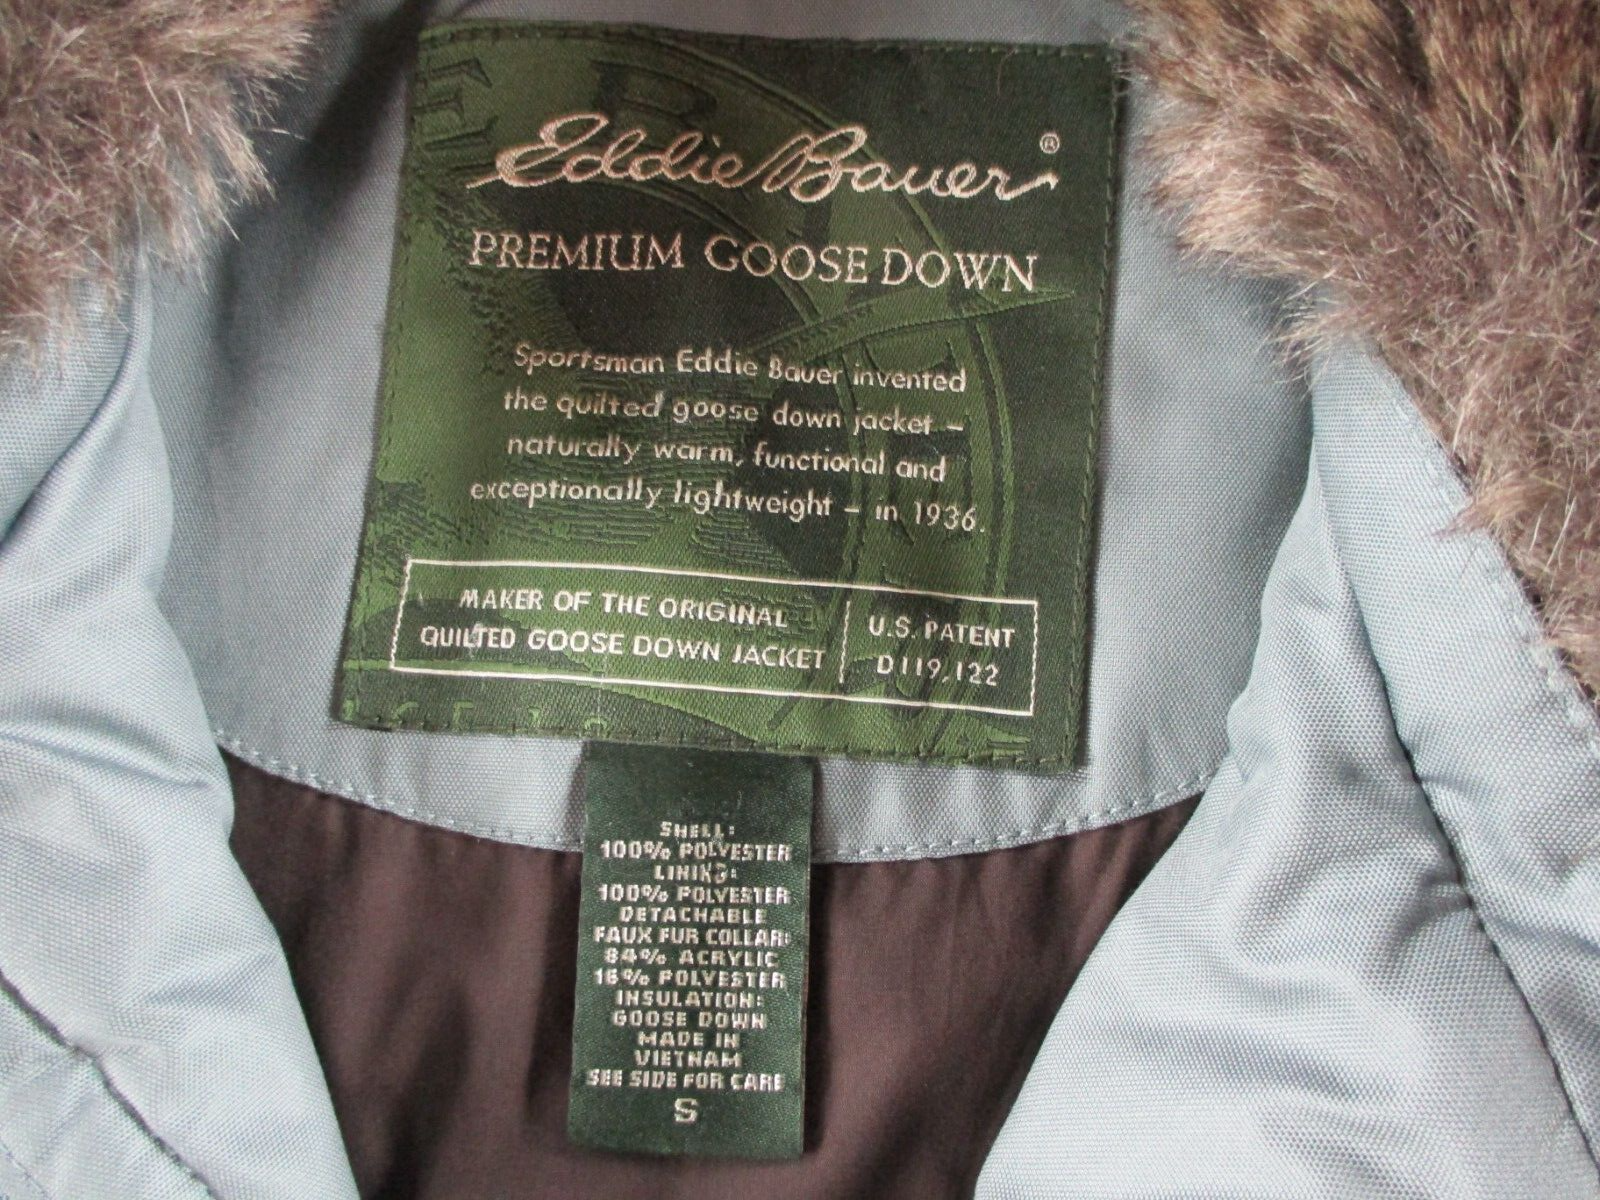 Eddie Bauer ®
PREMIUM GOOSE DOWN
Sportsman Eddie Bauer invented
the quilted goose down jacket –
naturally warm, functional and
exceptionally lightweight – in 1936.
MAKER OF THE ORIGINAL
QUILTED GOOSE DOWN JACKET
U.S. PATENT
D119,122
SHELL:
100% POLYESTER
LINING:
100% POLYESTER
DETACHABLE
FAUX FUR COLLAR:
84% ACRYLIC
16% POLYESTER
INSULATION:
GOOSE DOWN
MADE IN
VIETNAM
SEE SIDE FOR CARE
S